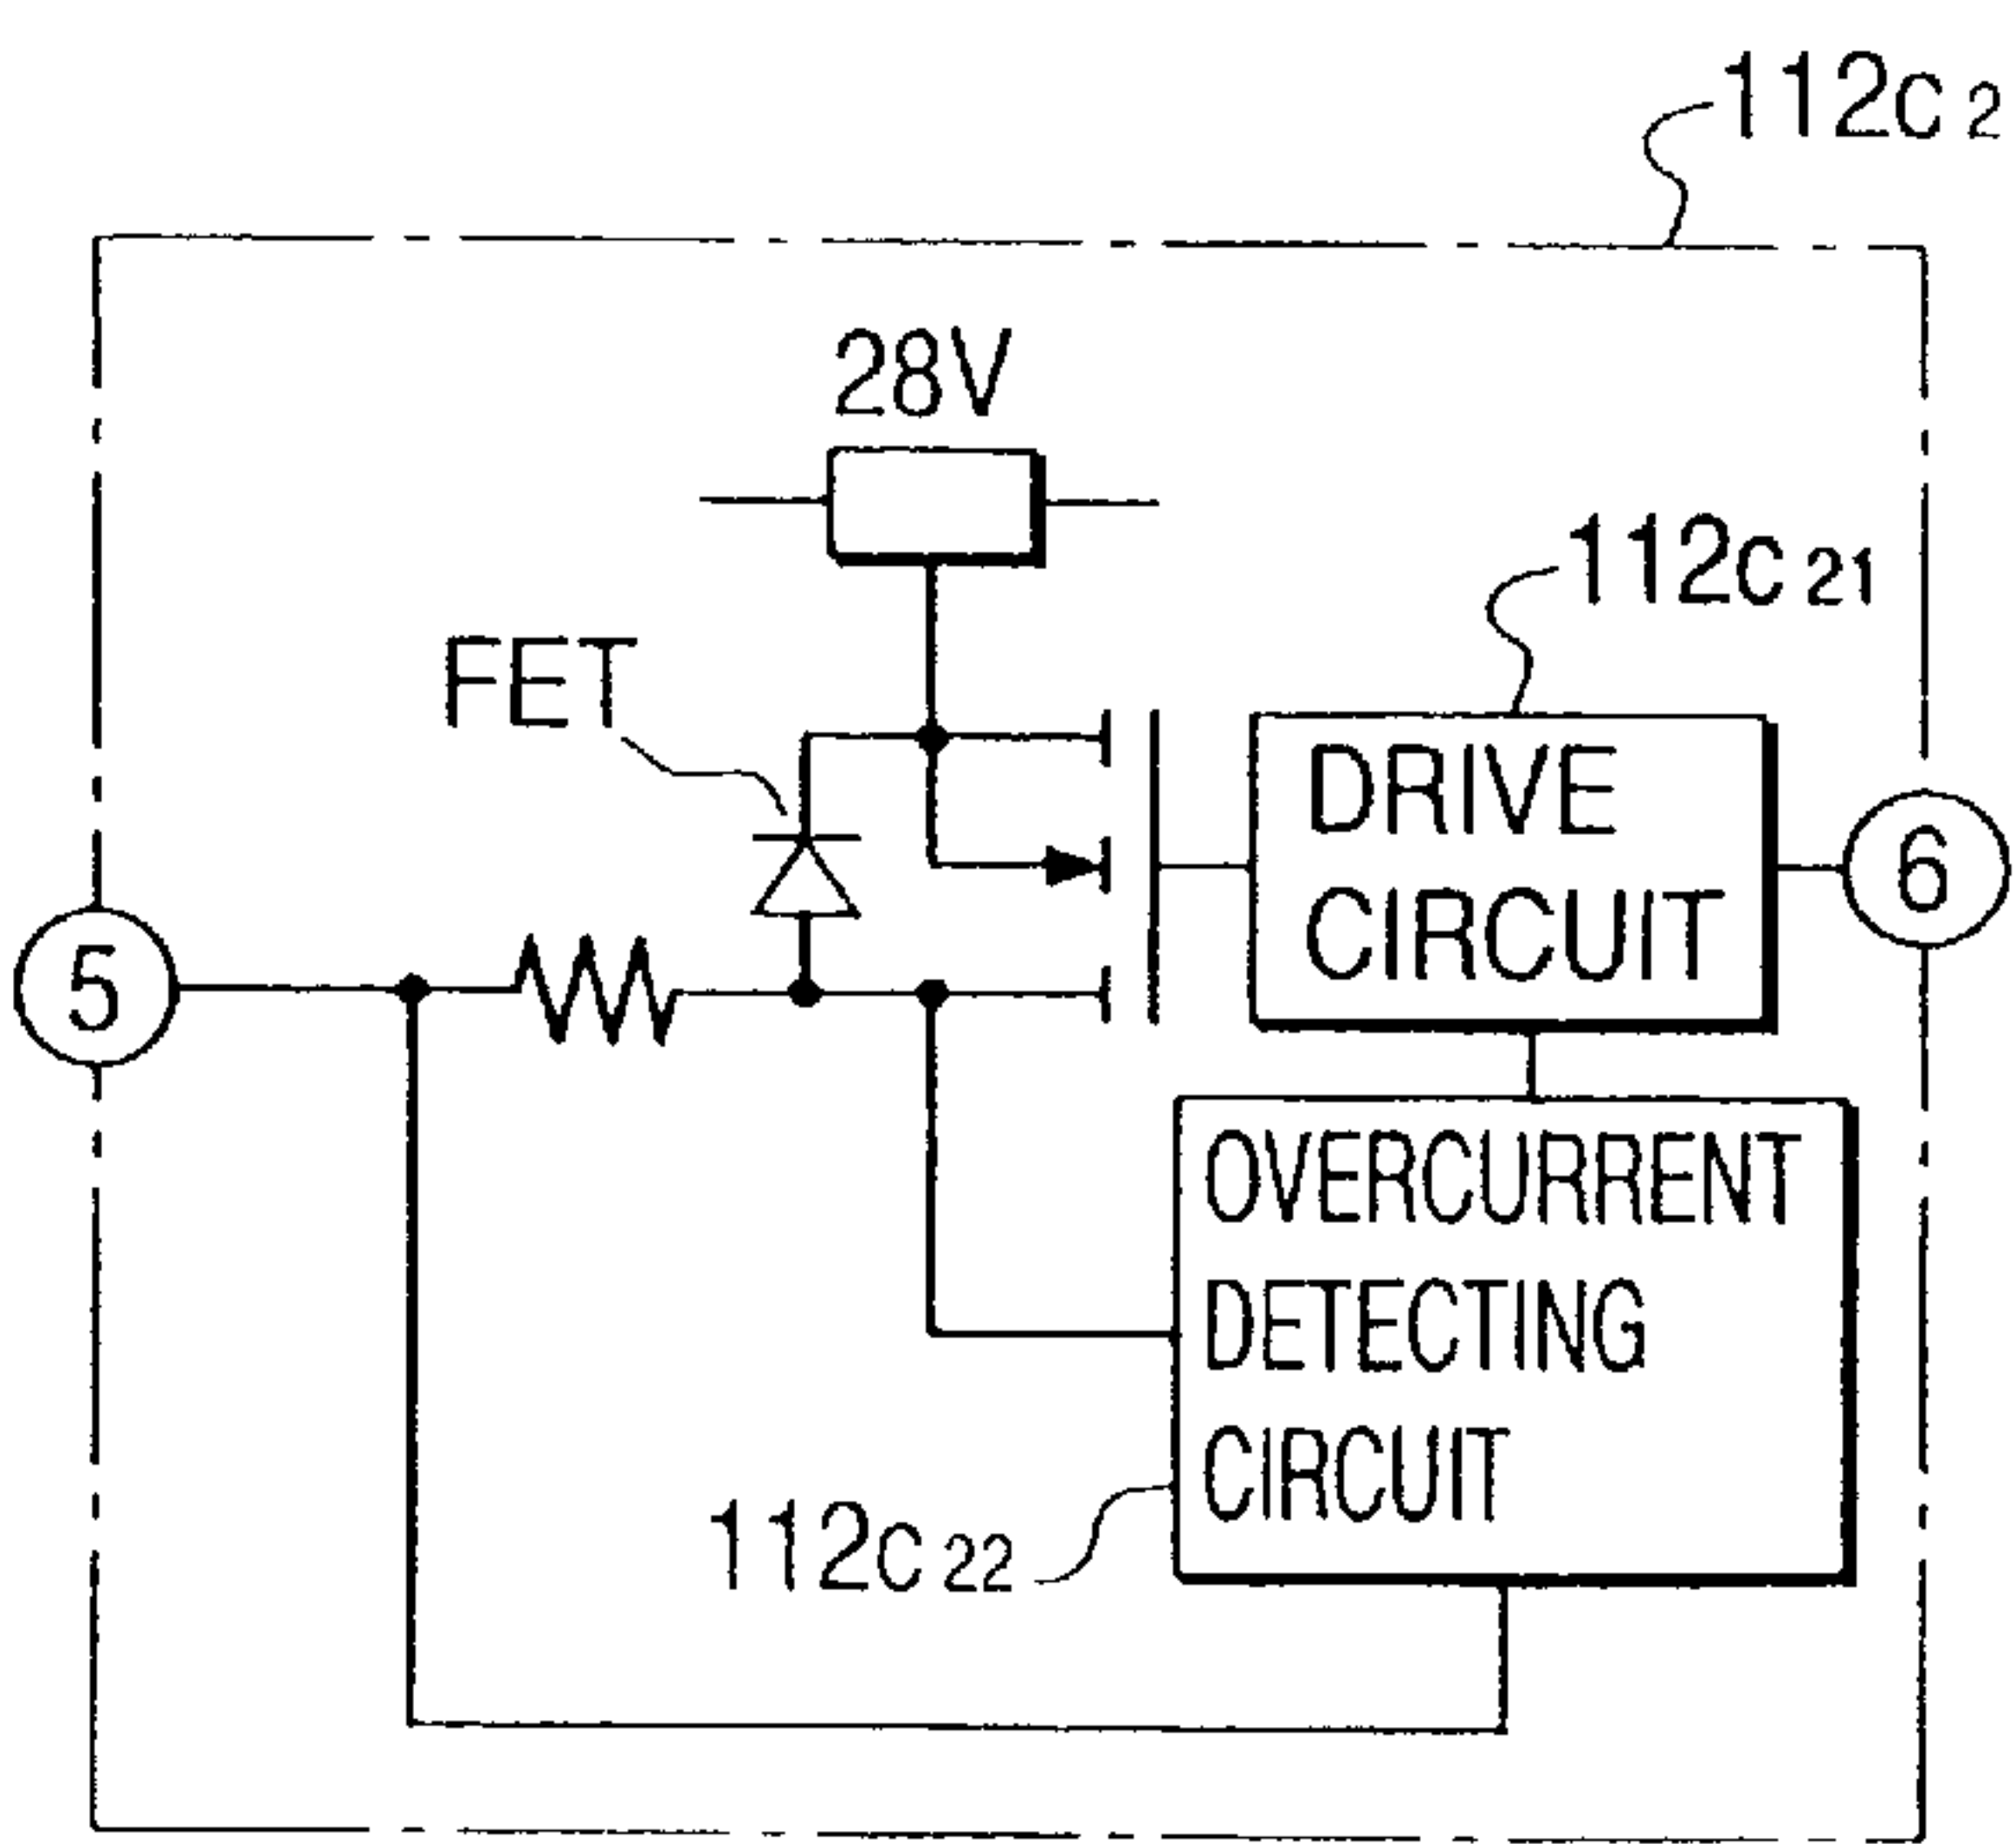 112c2
28V
112c21
FET
DRIVE
CIRCUIT
6
5
OVERCURRENT
DETECTING
CIRCUIT
112c22